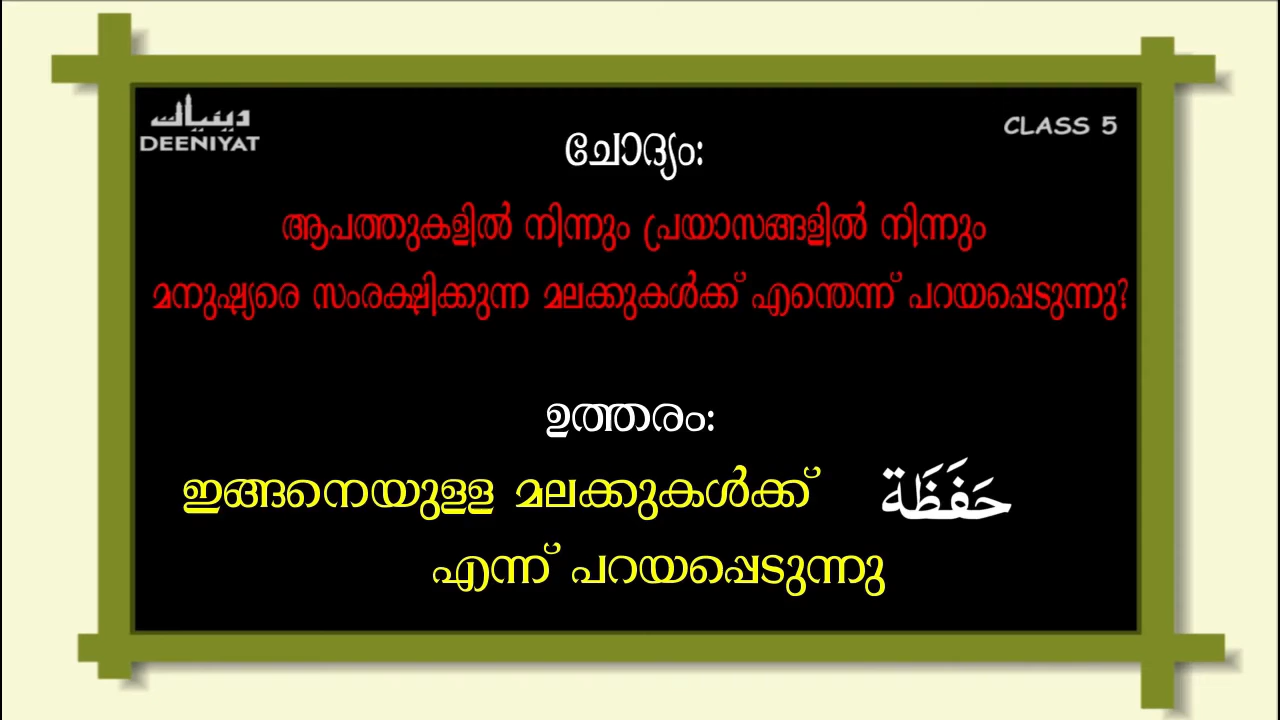 دينيات
DEENIYAT
CLASS 5
ചോദ്യം:
ആപത്തുകളിൽ നിന്നും പ്രയാസങ്ങളിൽ നിന്നും
മനുഷ്യരെ സംരക്ഷിക്കുന്ന മലക്കുകൾക്ക് എന്തെന്ന് പറയപ്പെടുന്നു?
ഉത്തരം:
ഇങ്ങനെയുള്ള മലക്കുകൾക്ക് حَفَظَة
എന്ന് പറയപ്പെടുന്നു